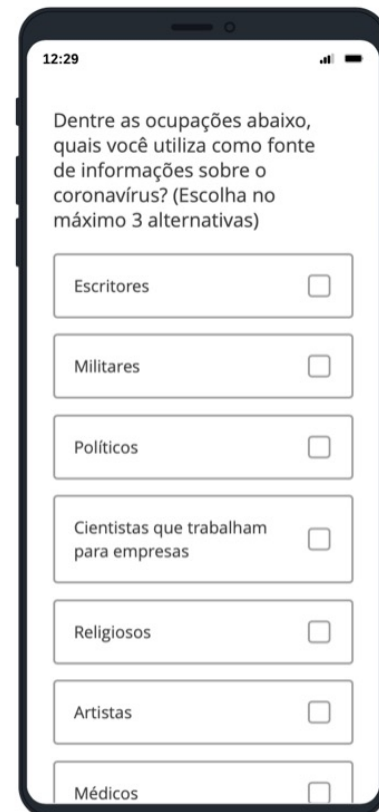 12:29
Dentre as ocupações abaixo,
quais você utiliza como fonte
de informações sobre o
coronavírus? (Escolha no
máximo 3 alternativas)
Escritores
Militares
Políticos
Cientistas que trabalham
para empresas
Religiosos
Artistas
Médicos